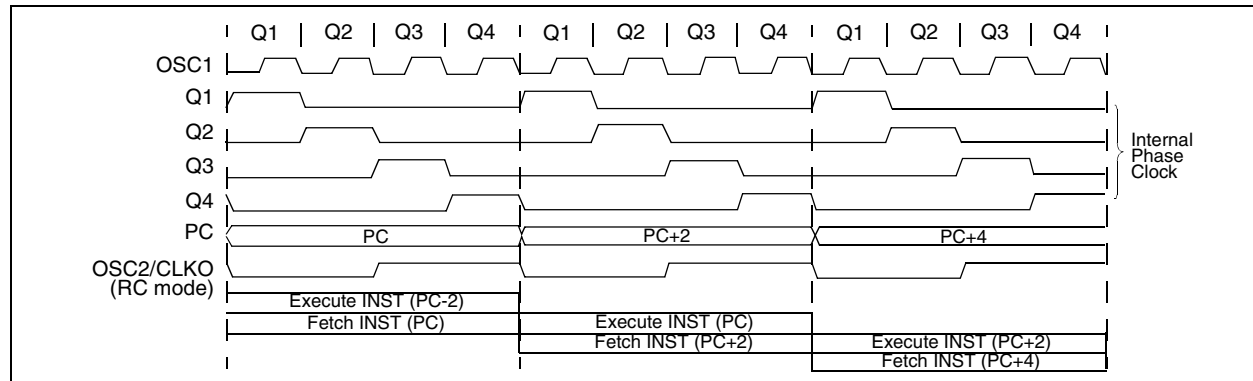 Q1 Q2 Q3 Q4 Q1 Q2 Q3 Q4 Q1 Q2 Q3 Q4
OSC1
Q1
Q2
Q3
Q4
PC
OSC2/CLKO
(RC mode)
Internal
Phase
Clock
PC PC+2 PC+4
Execute INST (PC-2)
Fetch INST (PC) Execute INST (PC)
Fetch INST (PC+2) Execute INST (PC+2)
Fetch INST (PC+4)